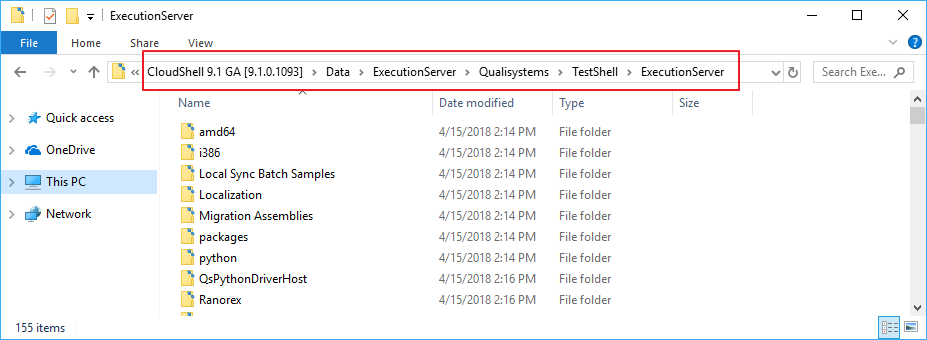 ExecutionServer
File Home Share View
« CloudShell 9.1 GA [9.1.0.1093] > Data > ExecutionServer > Qualisystems > TestShell > ExecutionServer Search Exe...
Name Date modified Type Size
Quick access
OneDrive
This PC
Network
amd64 4/15/2018 2:14 PM File folder
i386 4/15/2018 2:14 PM File folder
Local Sync Batch Samples 4/15/2018 2:14 PM File folder
Localization 4/15/2018 2:14 PM File folder
Migration Assemblies 4/15/2018 2:14 PM File folder
packages 4/15/2018 2:14 PM File folder
python 4/15/2018 2:14 PM File folder
QsPythonDriverHost 4/15/2018 2:16 PM File folder
Ranorex 4/15/2018 2:16 PM File folder
155 items